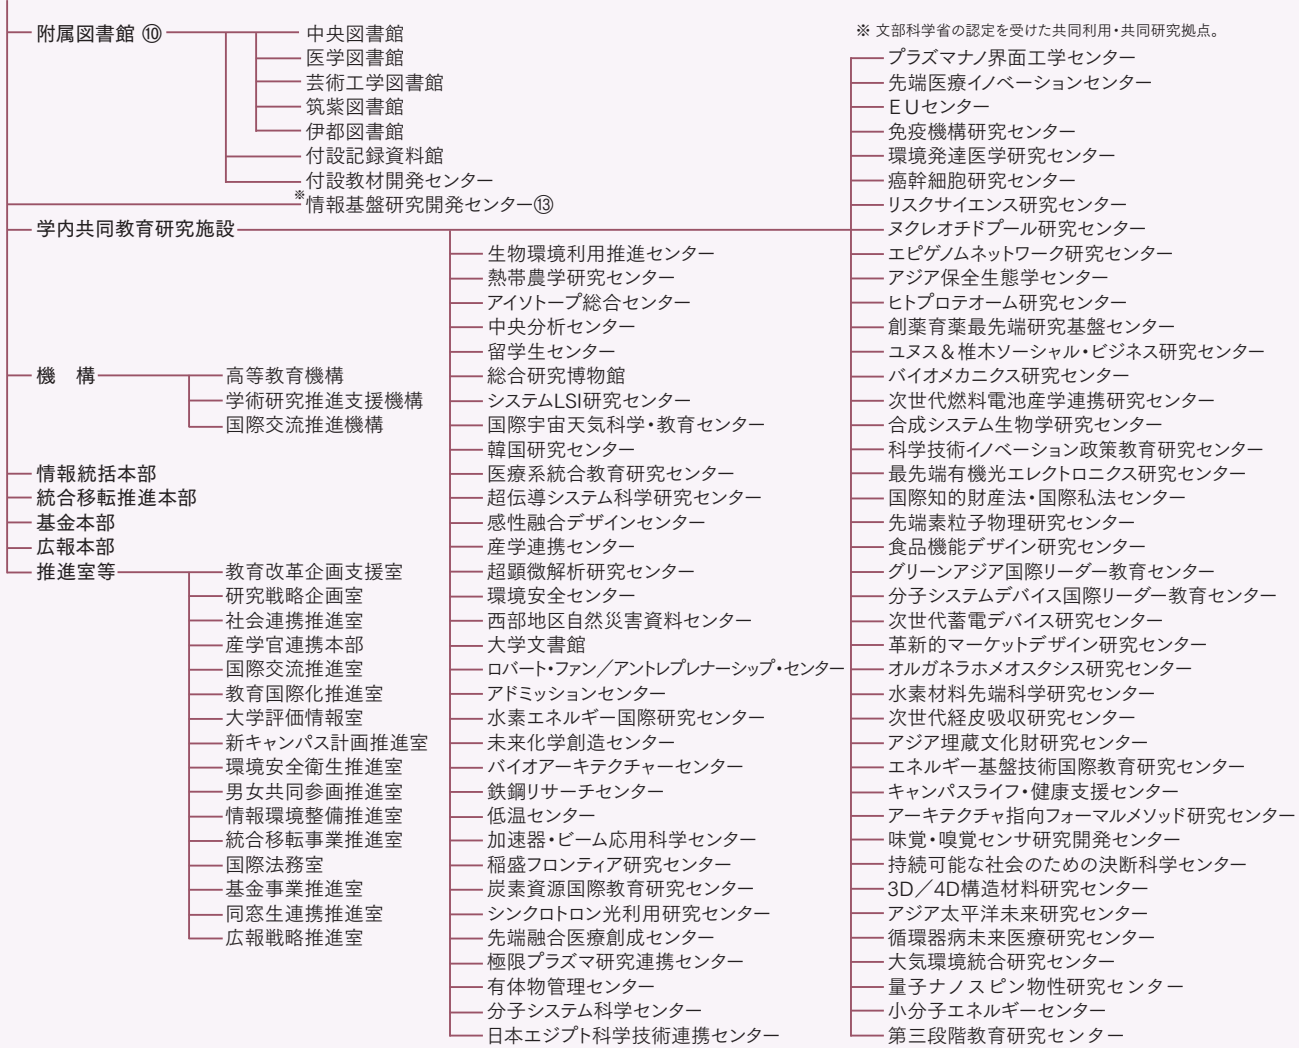 附属図書館 ⑩
中央図書館
医学図書館
芸術工学図書館
筑紫図書館
伊都図書館
付設記録資料館
付設教材開発センター
※情報基盤研究開発センター⑬
学内共同教育研究施設
生物環境利用推進センター
熱帯農学研究センター
アイソトープ総合センター
中央分析センター
留学生センター
総合研究博物館
システムLSI研究センター
国際宇宙天気科学・教育センター
韓国研究センター
医療系統合教育研究センター
超伝導システム科学研究センター
感性融合デザインセンター
産学連携センター
超顕微解析研究センター
環境安全センター
西部地区自然災害資料センター
大学文書館
ロバート・ファン／アントレプレナーシップ・センター
アドミッションセンター
水素エネルギー国際研究センター
未来化学創造センター
バイオアーキテクチャーセンター
鉄鋼リサーチセンター
低温センター
加速器・ビーム応用科学センター
稲盛フロンティア研究センター
炭素資源国際教育研究センター
シンクロトロン光利用研究センター
先端融合医療創成センター
極限プラズマ研究連携センター
有体物管理センター
分子システム科学センター
日本エジプト科学技術連携センター
※ 文部科学省の認定を受けた共同利用・共同研究拠点。
プラズマナノ界面工学センター
先端医療イノベーションセンター
EUセンター
免疫機構研究センター
環境発達医学研究センター
癌幹細胞研究センター
リスクサイエンス研究センター
ヌクレオチドプール研究センター
エピゲノムネットワーク研究センター
アジア保全生態学センター
ヒトプロテオーム研究センター
創薬育薬最先端研究基盤センター
ユヌス＆椎木ソーシャル・ビジネス研究センター
バイオメカニクス研究センター
次世代燃料電池産学連携研究センター
合成システム生物学研究センター
科学技術イノベーション政策教育研究センター
最先端有機光エレクトロニクス研究センター
国際知的財産法・国際私法センター
先端素粒子物理研究センター
食品機能デザイン研究センター
グリーンアジア国際リーダー教育センター
分子システムデバイス国際リーダー教育センター
次世代蓄電デバイス研究センター
革新的マーケットデザイン研究センター
オルガネラホメオスタシス研究センター
水素材料先端科学研究センター
次世代経皮吸収研究センター
アジア埋蔵文化財研究センター
エネルギー基盤技術国際教育研究センター
キャンパスライフ・健康支援センター
アーキテクチャ指向フォーマルメソッド研究センター
味覚・嗅覚センサ研究開発センター
持続可能な社会のための決断科学センター
3D／4D構造材料研究センター
アジア太平洋未来研究センター
循環器病未来医療研究センター
大気環境統合研究センター
量子ナノスピン物性研究センター
小分子エネルギーセンター
第三段階教育研究センター
機　構
高等教育機構
学術研究推進支援機構
国際交流推進機構
情報統括本部
統合移転推進本部
基金本部
広報本部
推進室等
教育改革企画支援室
研究戦略企画室
社会連携推進室
産学官連携本部
国際交流推進室
教育国際化推進室
大学評価情報室
新キャンパス計画推進室
環境安全衛生推進室
男女共同参画推進室
情報環境整備推進室
統合移転事業推進室
国際法務室
基金事業推進室
同窓生連携推進室
広報戦略推進室